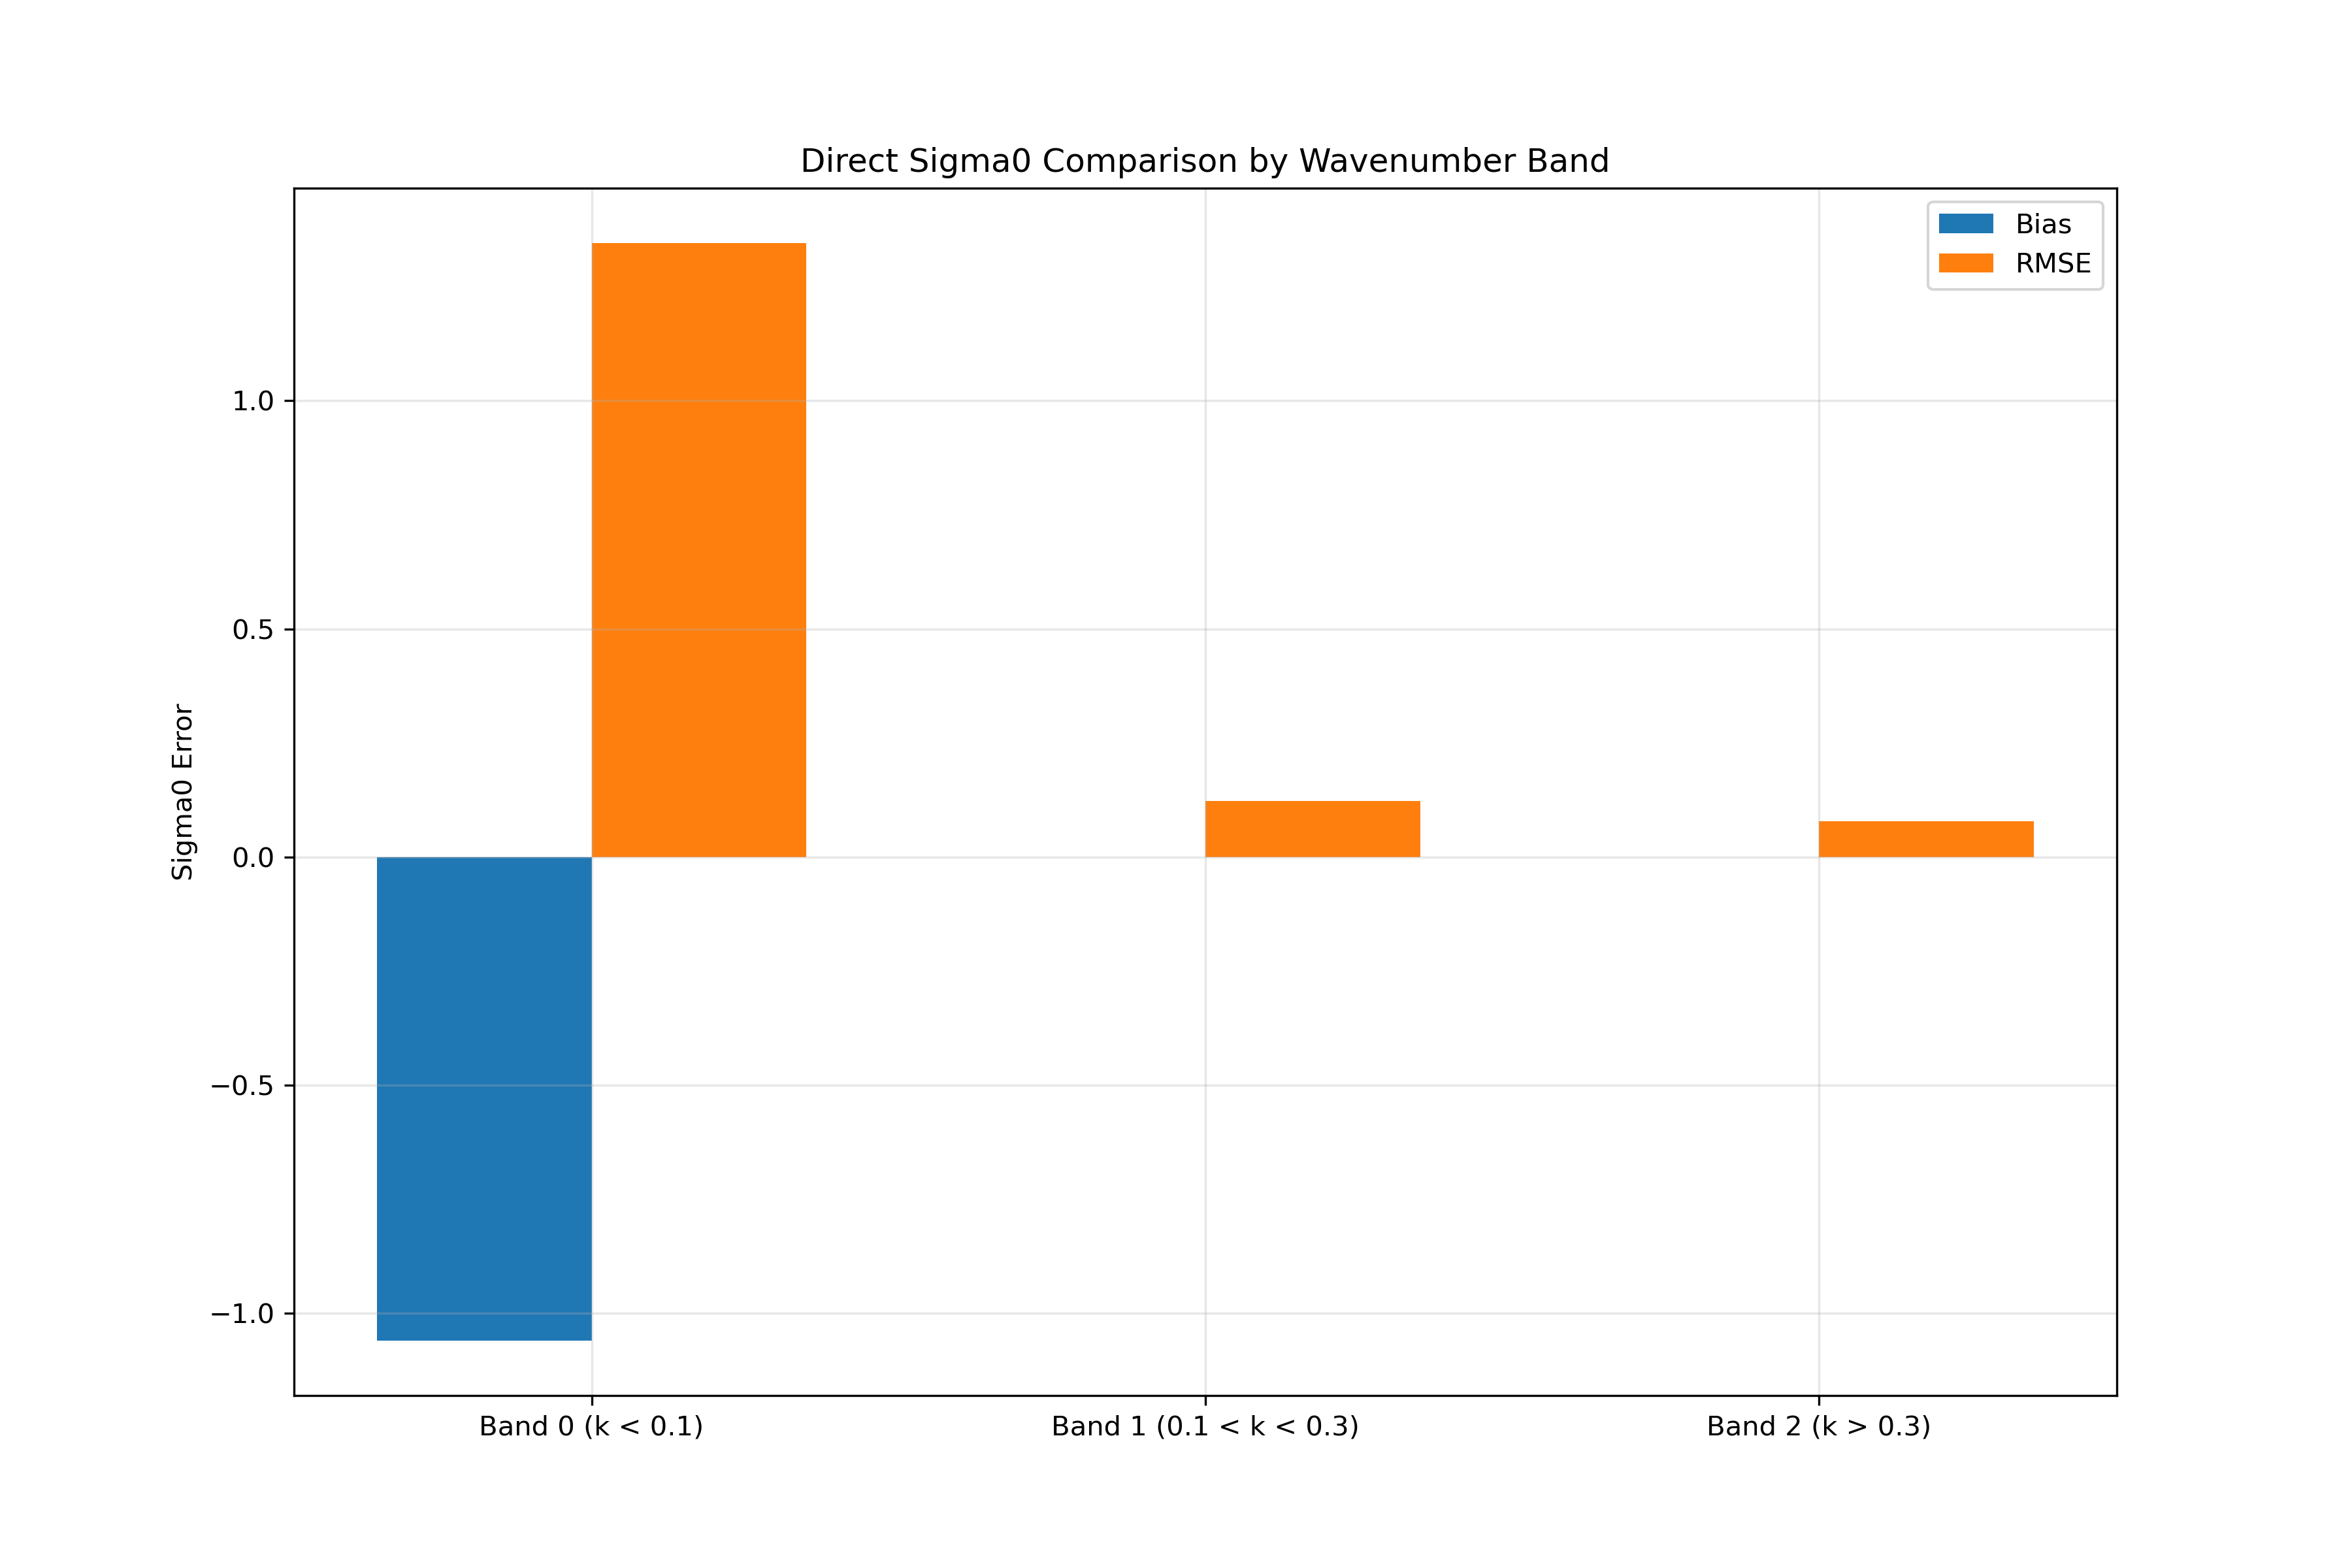 Direct Sigma0 Comparison by Wavenumber Band
Bias
RMSE
1.0
0.5
0.0
−0.5
−1.0
Sigma0 Error
Band 0 (k < 0.1)
Band 1 (0.1 < k < 0.3)
Band 2 (k > 0.3)